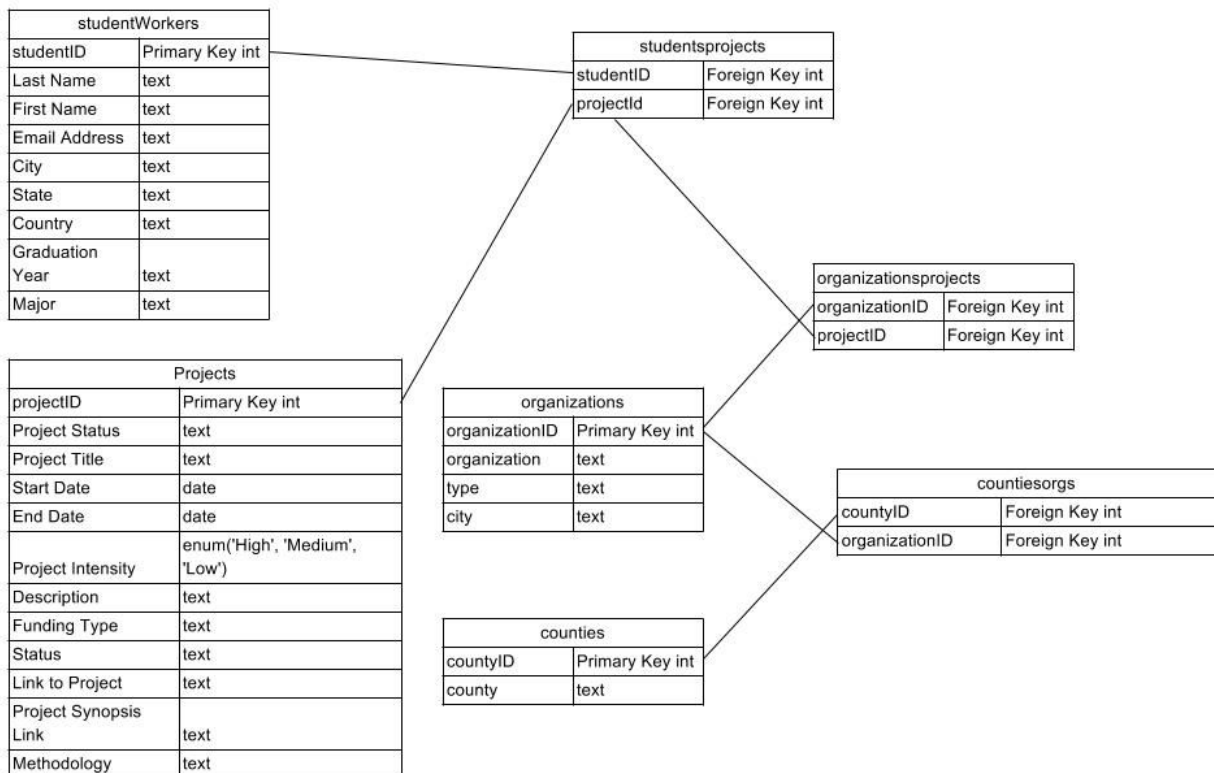 studentWorkers
studentID Primary Key int
Last Name text
First Name text
Email Address text
City text
State text
Country text
Graduation
Year text
Major text
studentsprojects
studentID Foreign Key int
projectId Foreign Key int
organizationsprojects
organizationID Foreign Key int
projectID Foreign Key int
Projects
projectID Primary Key int
Project Status text
Project Title text
Start Date date
End Date date
enum('High', 'Medium',
Project Intensity 'Low')
Description text
Funding Type text
Status text
Link to Project text
Project Synopsis
Link text
Methodology text
organizations
organizationID Primary Key int
organization text
type text
city text
countiesorgs
countyID Foreign Key int
organizationID Foreign Key int
counties
countyID Primary Key int
county text